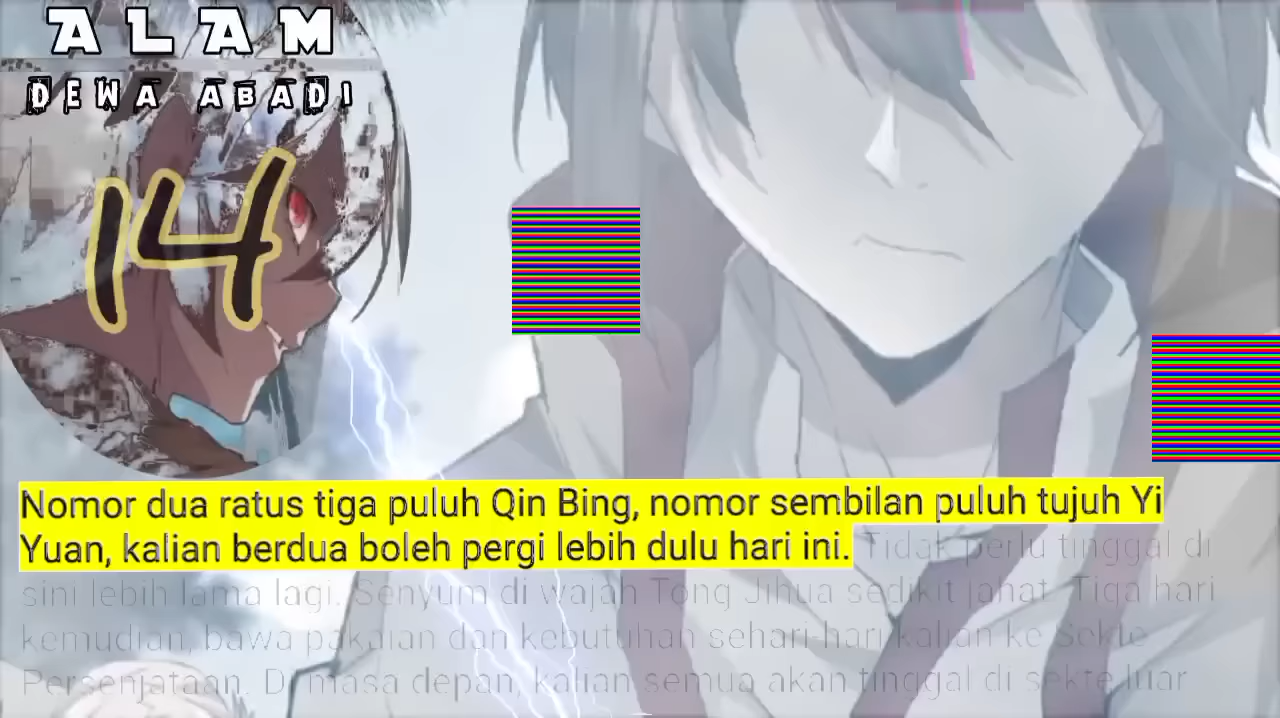 ALAM
DEWA ABADI
14
Nomor dua ratus tiga puluh Qin Bing, nomor sembilan puluh tujuh Yi
Yuan, kalian berdua boleh pergi lebih dulu hari ini. Tidak perlu tinggal di
sini lebih lama lagi. Senyum di wajah Tong Jihua sedikit jahat. Tiga hari
kemudian, bawa pakaian dan kebutuhan sehari-hari kalian ke Sekte
Persenjataan. Di masa depan, kalian semua akan tinggal di sekte luar